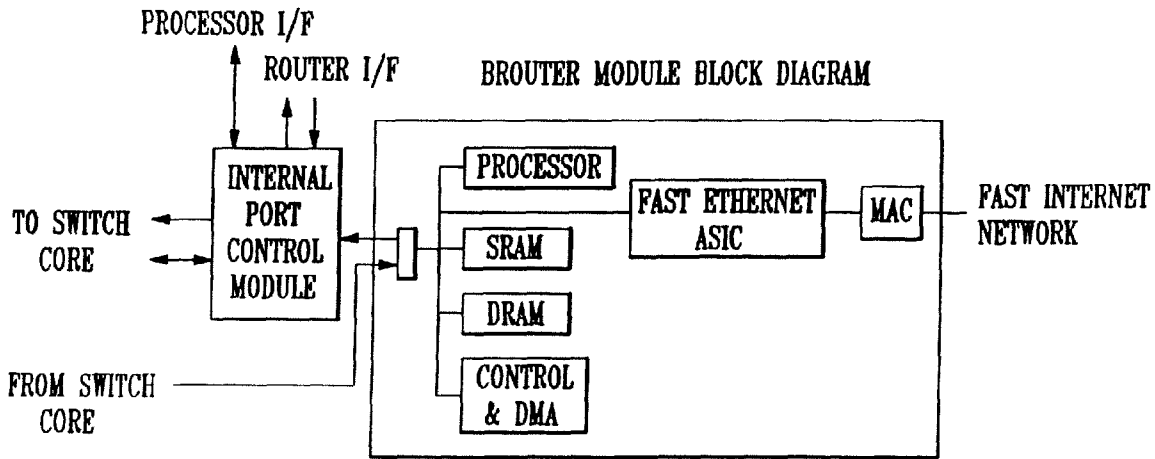 PROCESSOR I/F
ROUTER I/F
BROUTER MODULE BLOCK DIAGRAM
INTERNAL
PORT
CONTROL
MODULE
TO SWITCH
CORE
FROM SWITCH
CORE
PROCESSOR
SRAM
DRAM
CONTROL
& DMA
FAST ETHERNET
ASIC
MAC
FAST INTERNET
NETWORK